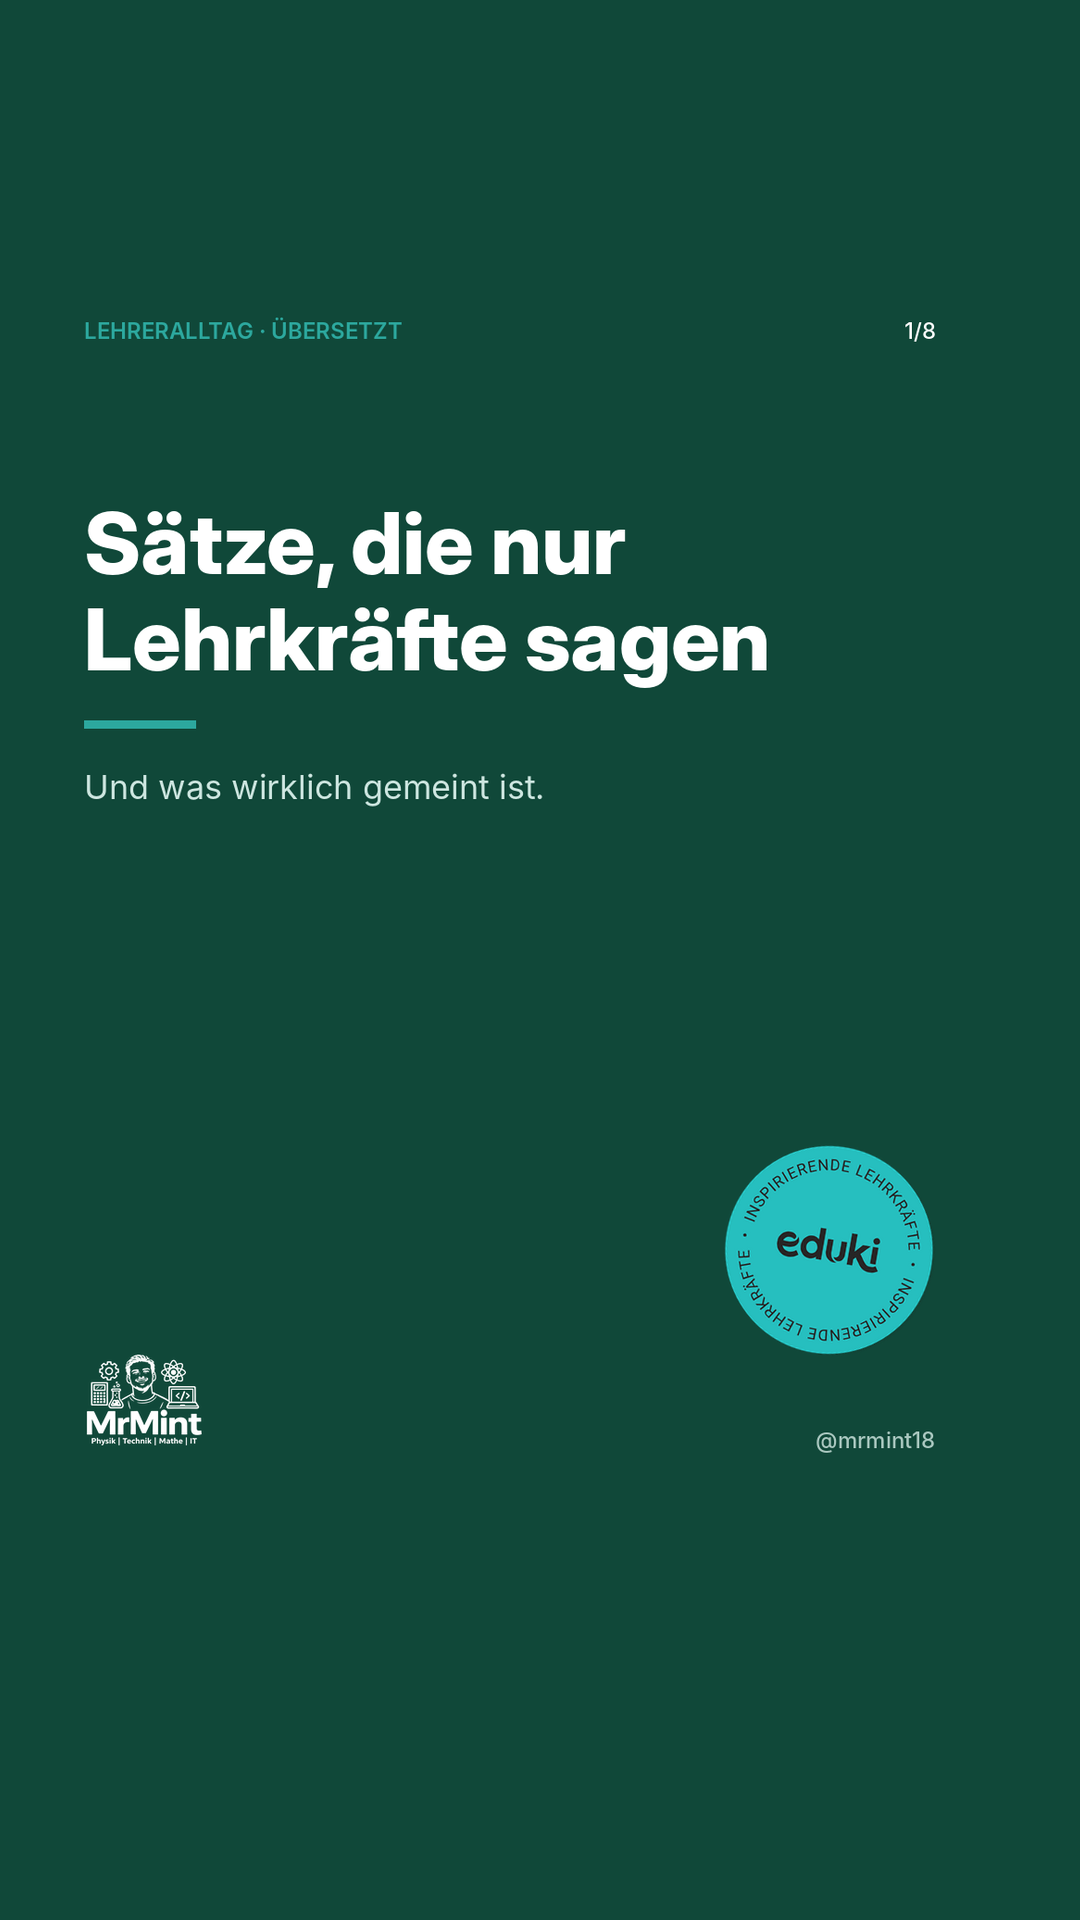 LEHRERALLTAG · ÜBERSETZT
1/8
Sätze, die nur
Lehrkräfte sagen
Und was wirklich gemeint ist.
INSPIRIERENDE LEHRKRÄFTE • INSPIRIERENDE LEHRKRÄFTE •
eduki
</>
MrMint
Physik | Technik | Mathe | IT
@mrmint18